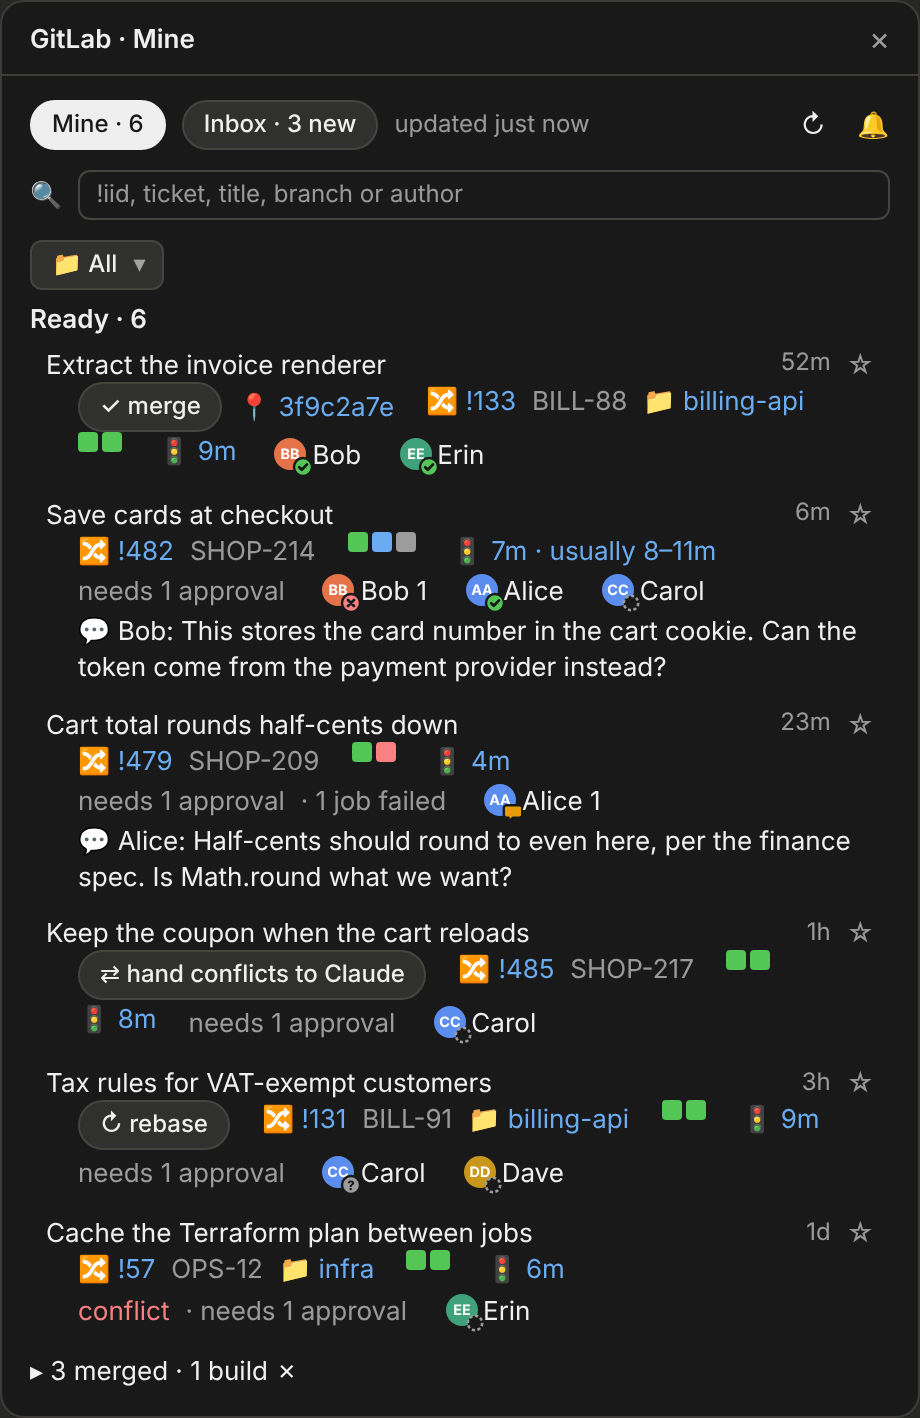 GitLab · Mine ×
Mine · 6 Inbox · 3 new updated just now ↻ 🔔
🔍 !iid, ticket, title, branch or author
📁 All ▾
Ready · 6
Extract the invoice renderer 52m ☆
✓ merge 📍 3f9c2a7e 🔀 !133 BILL-88 📁 billing-api
🚦 9m BB Bob EE Erin
Save cards at checkout 6m ☆
🔀 !482 SHOP-214 🚦 7m · usually 8–11m
needs 1 approval BB Bob 1 AA Alice CC Carol
💬 Bob: This stores the card number in the cart cookie. Can the
token come from the payment provider instead?
Cart total rounds half-cents down 23m ☆
🔀 !479 SHOP-209 🚦 4m
needs 1 approval · 1 job failed AA Alice 1
💬 Alice: Half-cents should round to even here, per the finance
spec. Is Math.round what we want?
Keep the coupon when the cart reloads 1h ☆
⇄ hand conflicts to Claude 🔀 !485 SHOP-217
🚦 8m needs 1 approval CC Carol
Tax rules for VAT-exempt customers 3h ☆
↻ rebase 🔀 !131 BILL-91 📁 billing-api 🚦 9m
needs 1 approval CC ? Carol DD Dave
Cache the Terraform plan between jobs 1d ☆
🔀 !57 OPS-12 📁 infra 🚦 6m
conflict · needs 1 approval EE Erin
▸ 3 merged · 1 build ×